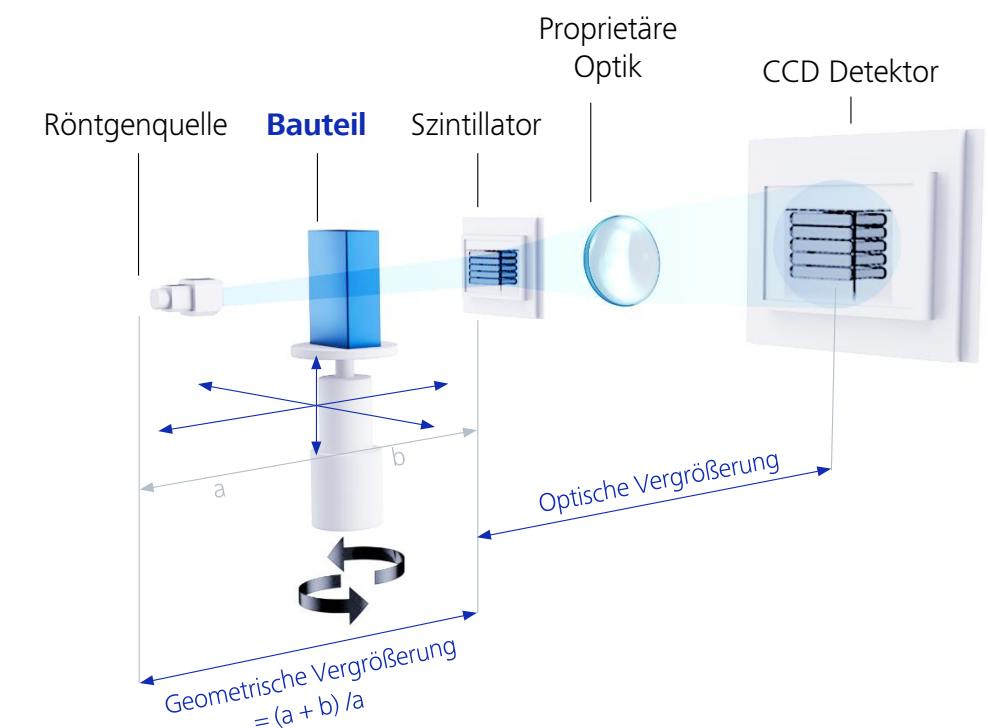 Proprietäre
Optik
CCD Detektor
Röntgenquelle
Bauteil
Szintillator
a
b
Optische Vergrößerung
Geometrische Vergrößerung
= (a + b) /a